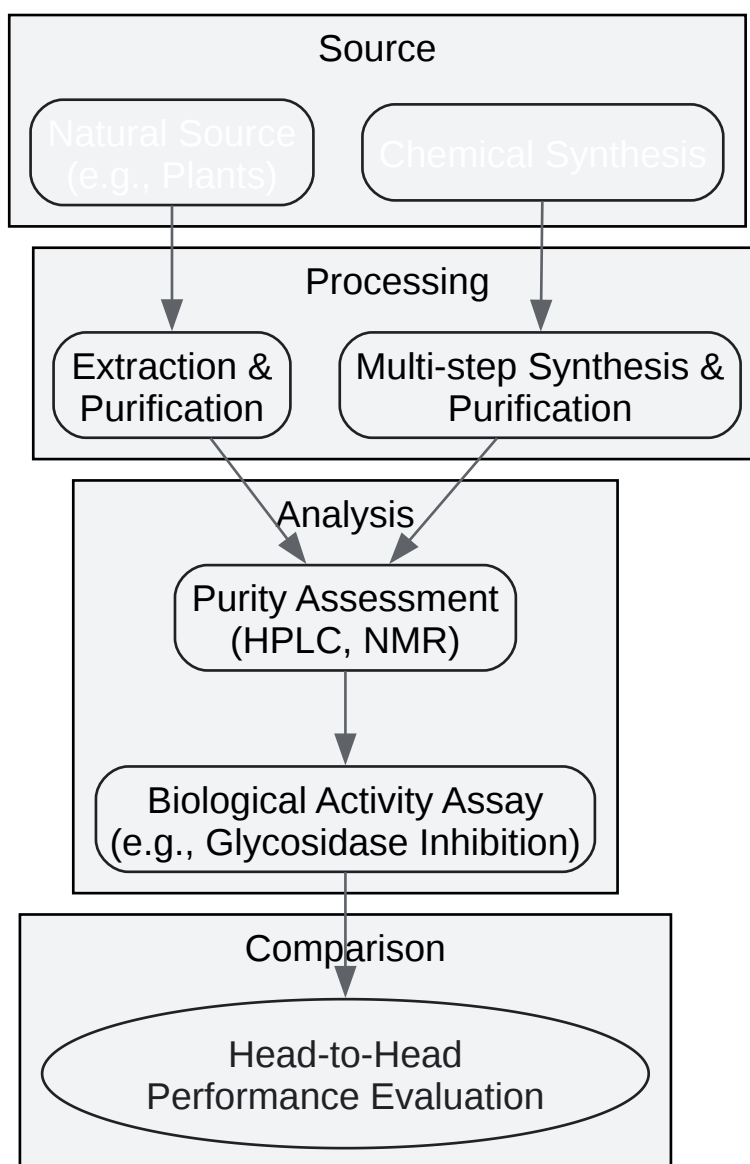 Source
Natural Source
(e.g., Plants)
Chemical Synthesis
Processing
Extraction &
Purification
Multi-step Synthesis &
Purification
Analysis
Purity Assessment
(HPLC, NMR)
Biological Activity Assay
(e.g., Glycosidase Inhibition)
Comparison
Head-to-Head
Performance Evaluation